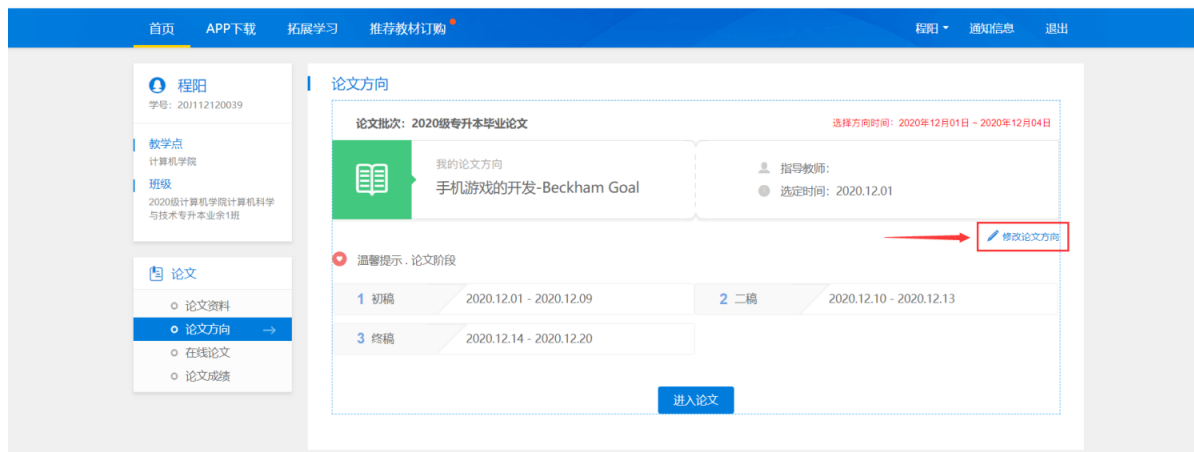 首页 APP下载 拓展学习 推荐教材订购 程阳 通知信息 退出
程阳
学号：20J112120039
教学点
计算机学院
班级
2020级计算机学院计算机科学
与技术专升本业余1班
论文
论文资料
论文方向
在线论文
论文成绩
论文方向
论文批次：2020级专升本毕业论文 选择方向时间：2020年12月01日 ~ 2020年12月04日
我的论文方向
手机游戏的开发-Beckham Goal
指导教师：
选定时间：2020.12.01
修改论文方向
温馨提示 . 论文阶段
1 初稿 2020.12.01 - 2020.12.09 2 二稿 2020.12.10 - 2020.12.13
3 终稿 2020.12.14 - 2020.12.20
进入论文